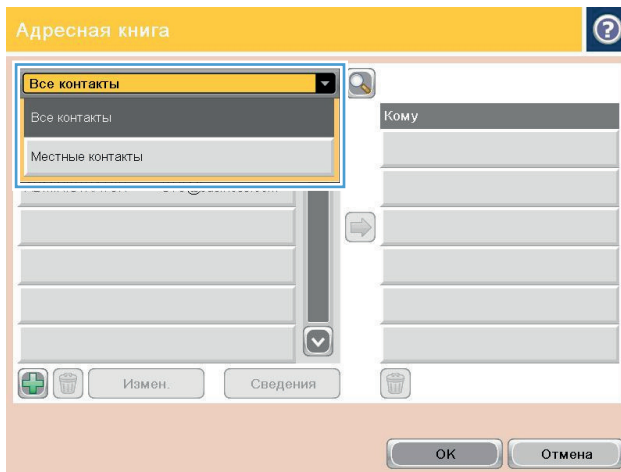 Адресная книга
?
Все контакты
Все контакты
Местные контакты
Кому
Измен.
Сведения
OK
Отмена